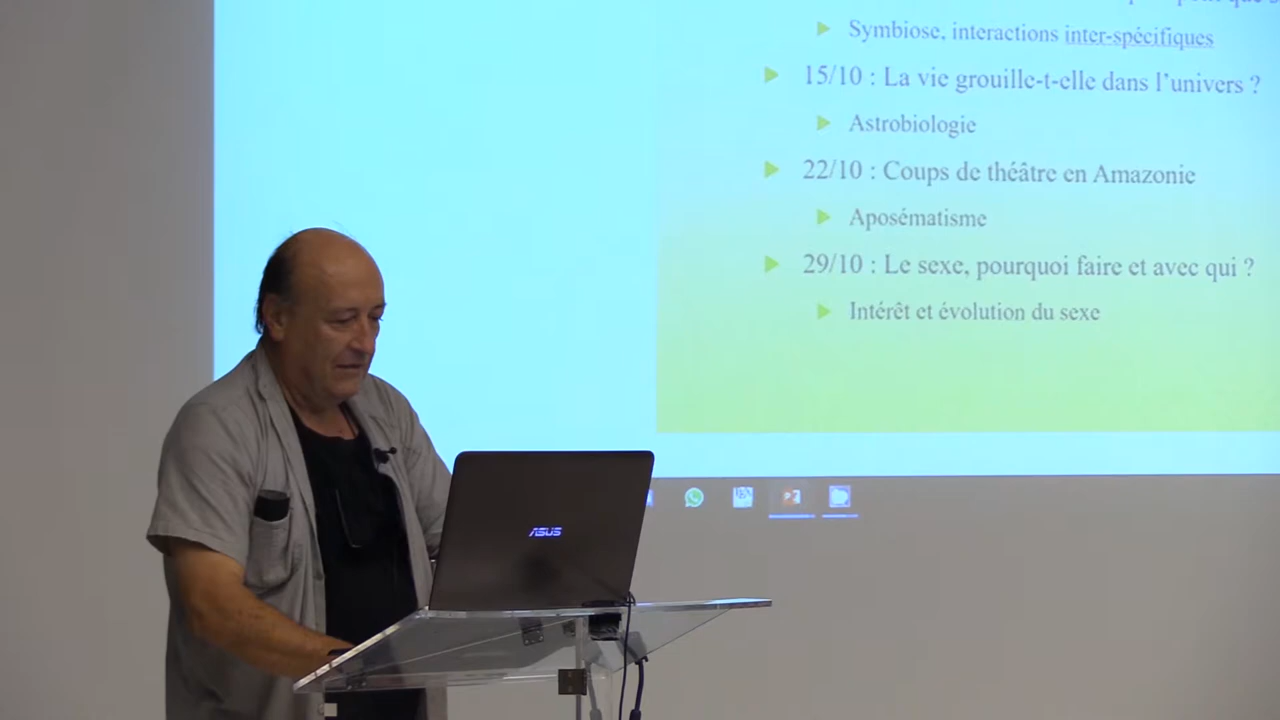 Symbiose, interactions inter-spécifiques
15/10 : La vie grouille-t-elle dans l’univers ?
Astrobiologie
22/10 : Coups de théâtre en Amazonie
Aposématisme
29/10 : Le sexe, pourquoi faire et avec qui ?
Intérêt et évolution du sexe
ASUS